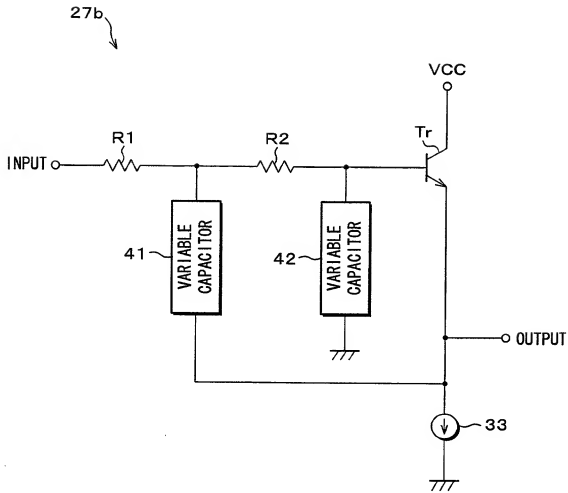 27b
VCC
Tr
R1
R2
INPUT
41
VARIABLE
CAPACITOR
42
VARIABLE
CAPACITOR
OUTPUT
33